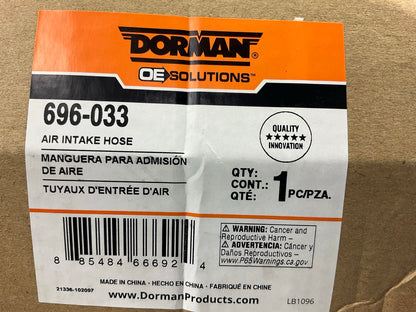 DORMAN®
OE SOLUTIONS™
696-033
AIR INTAKE HOSE
MANGUERA PARA ADMISIÓN
DE AIRE
TUYAUX D'ENTRÉE D'AIR
QUALITY
★★★★★
INNOVATION
QTY:
CONT.:
QTÉ:
1 PC/PZA.
⚠ WARNING: Cancer and
Reproductive Harm –
⚠ ADVERTENCIA: Cáncer y
Daños Reproductivos –
www.P65Warnings.ca.gov
8 85484 66692 4
MADE IN CHINA - HECHO EN CHINA - FABRIQUÉ EN CHINE
21336-102097
www.DormanProducts.com
LB1096